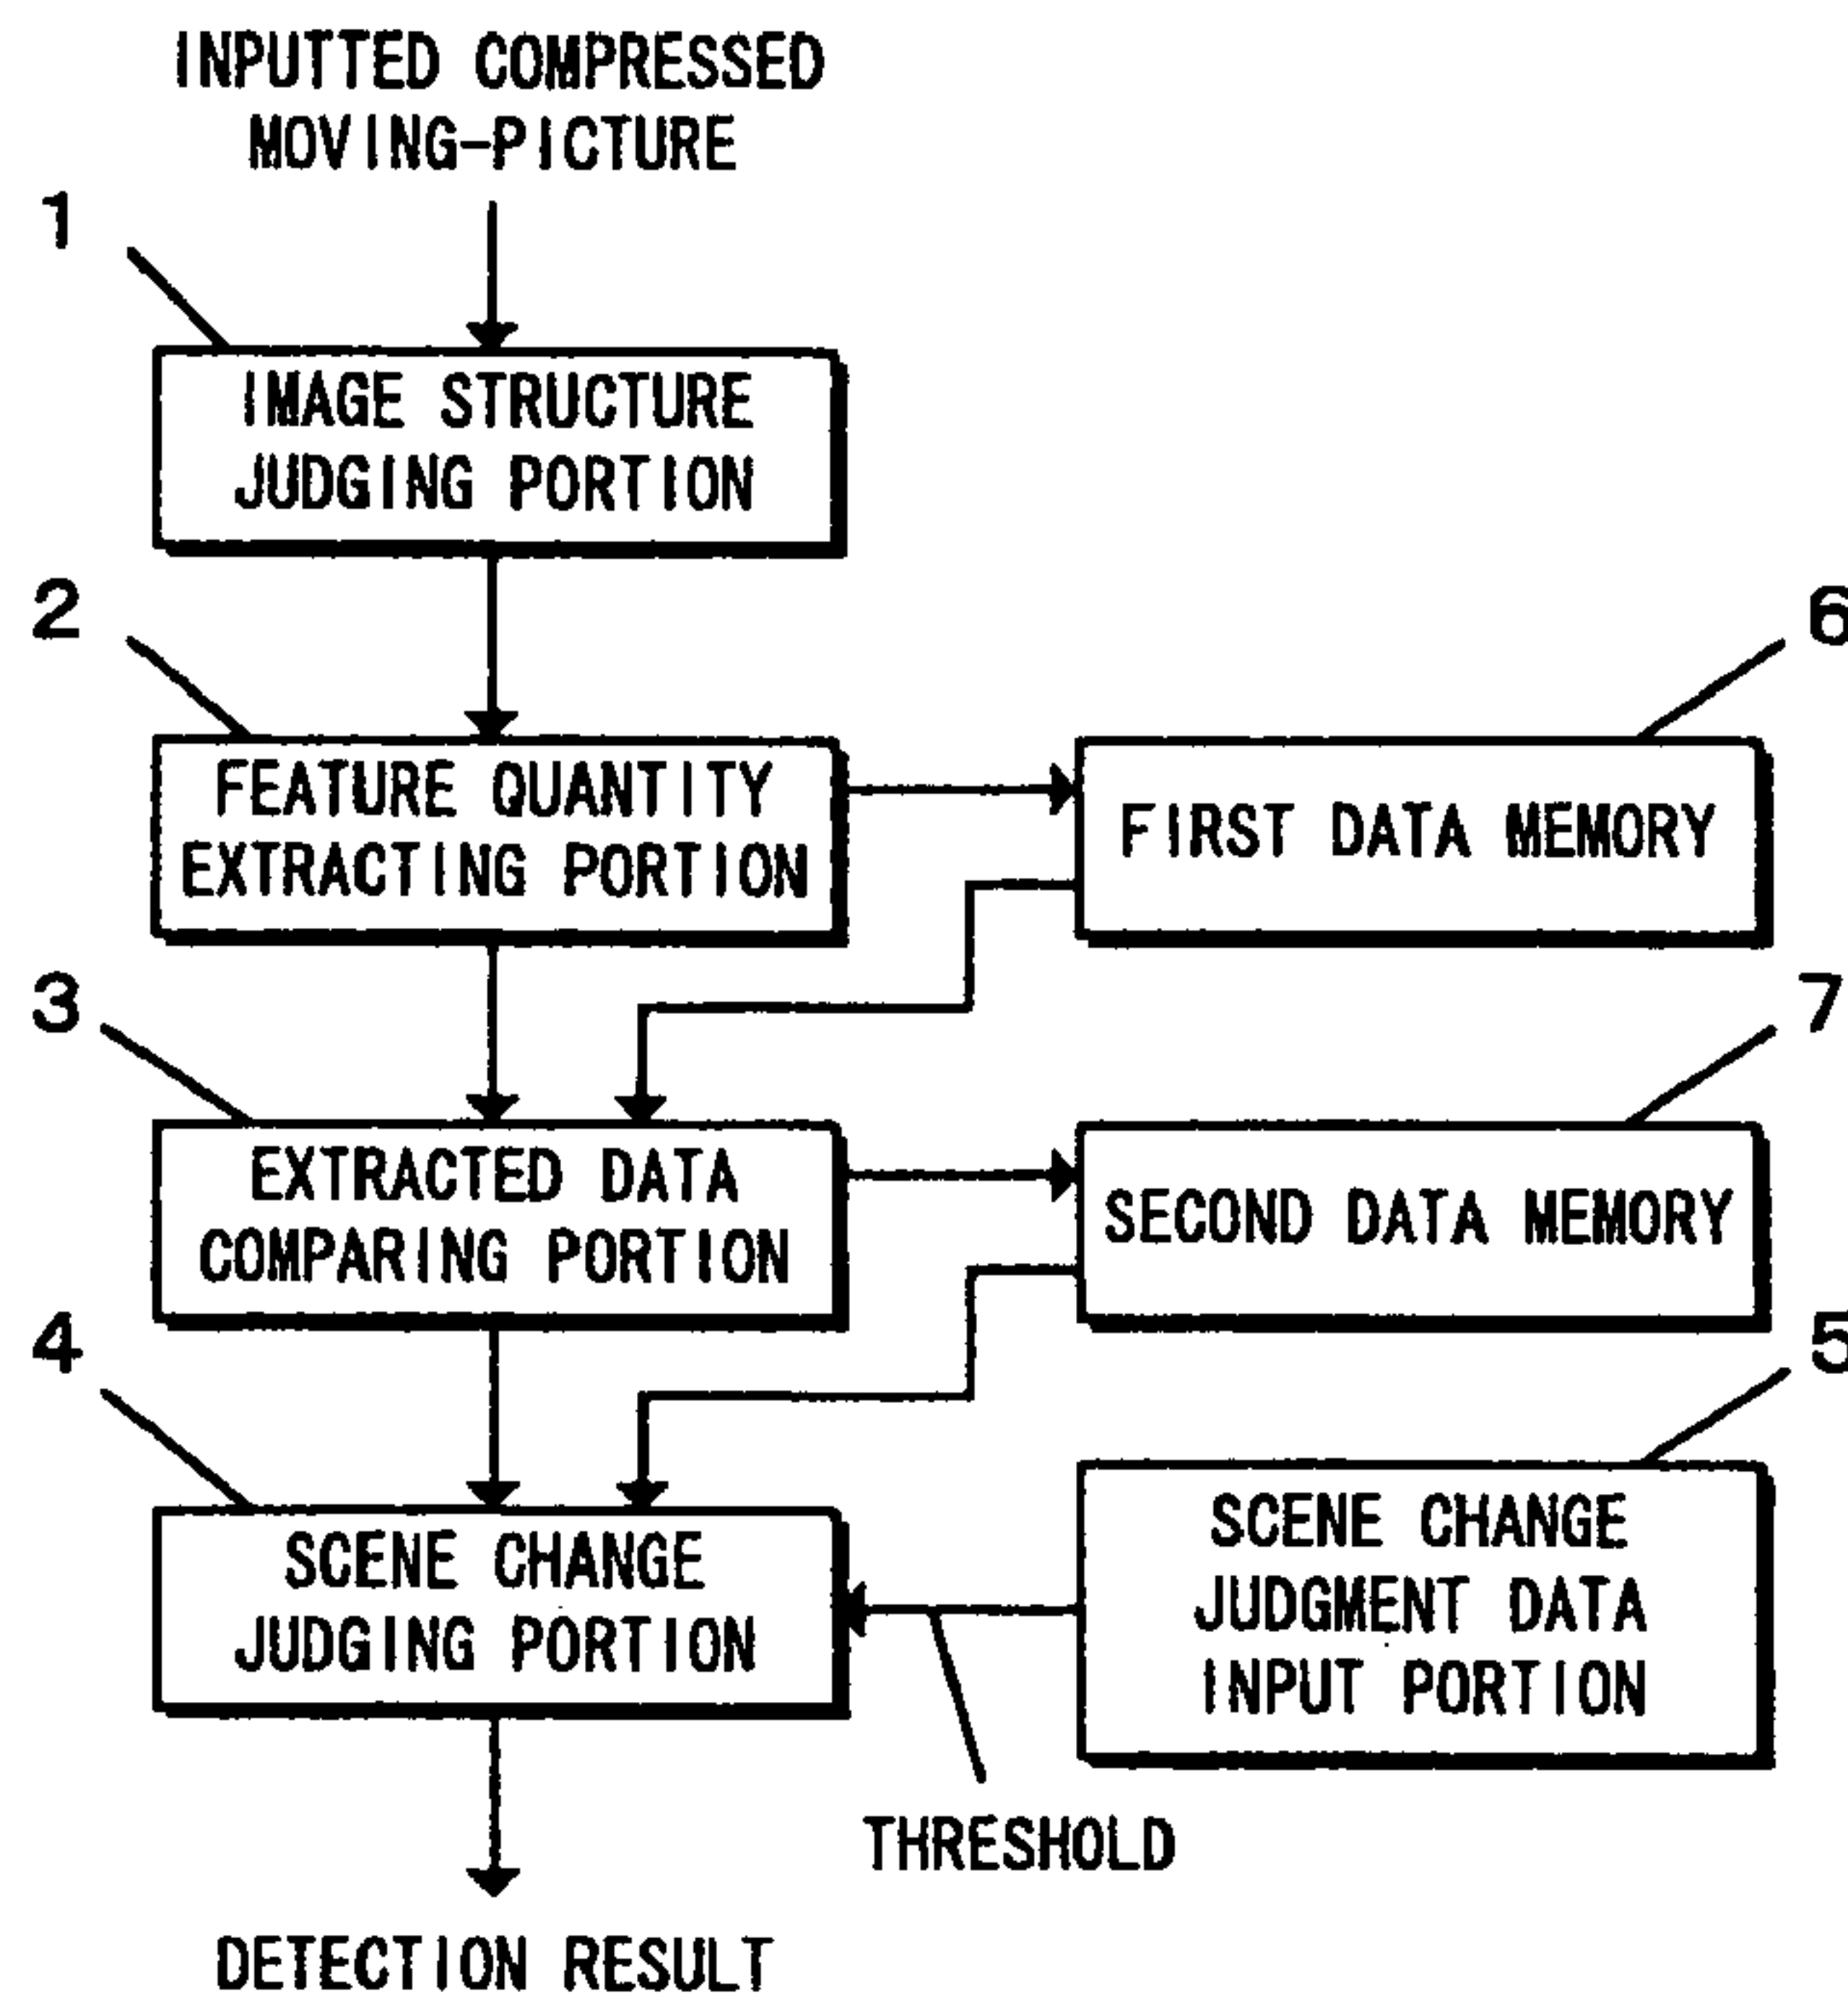 INPUTTED COMPRESSED
MOVING-PICTURE
1
IMAGE STRUCTURE
JUDGING PORTION
2
FEATURE QUANTITY
EXTRACTING PORTION
6
FIRST DATA MEMORY
3
EXTRACTED DATA
COMPARING PORTION
7
SECOND DATA MEMORY
4
SCENE CHANGE
JUDGING PORTION
5
SCENE CHANGE
JUDGMENT DATA
INPUT PORTION
THRESHOLD
DETECTION RESULT